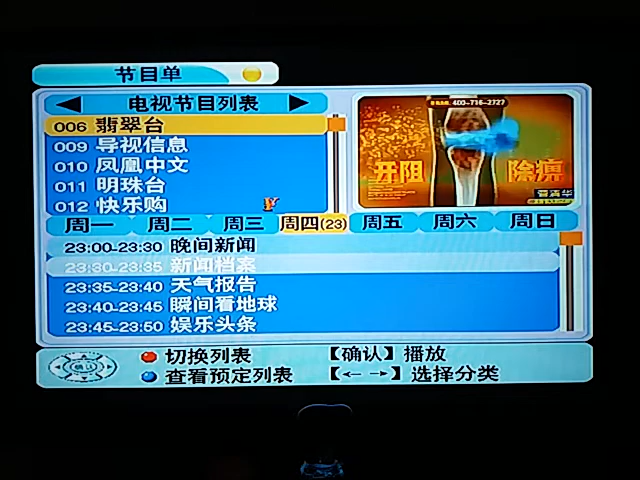 节目单
电视节目列表
006 翡翠台
009 导视信息
010 凤凰中文
011 明珠台
012 快乐购
400-716-2727
开阻 除痹
周一 周二 周三 周四(23) 周五 周六 周日
23:00-23:30 晚间新闻
23:30-23:35 新闻档案
23:35-23:40 天气报告
23:40-23:45 瞬间看地球
23:45-23:50 娱乐头条
切换列表 【确认】播放
查看预定列表 【←→】选择分类
确认